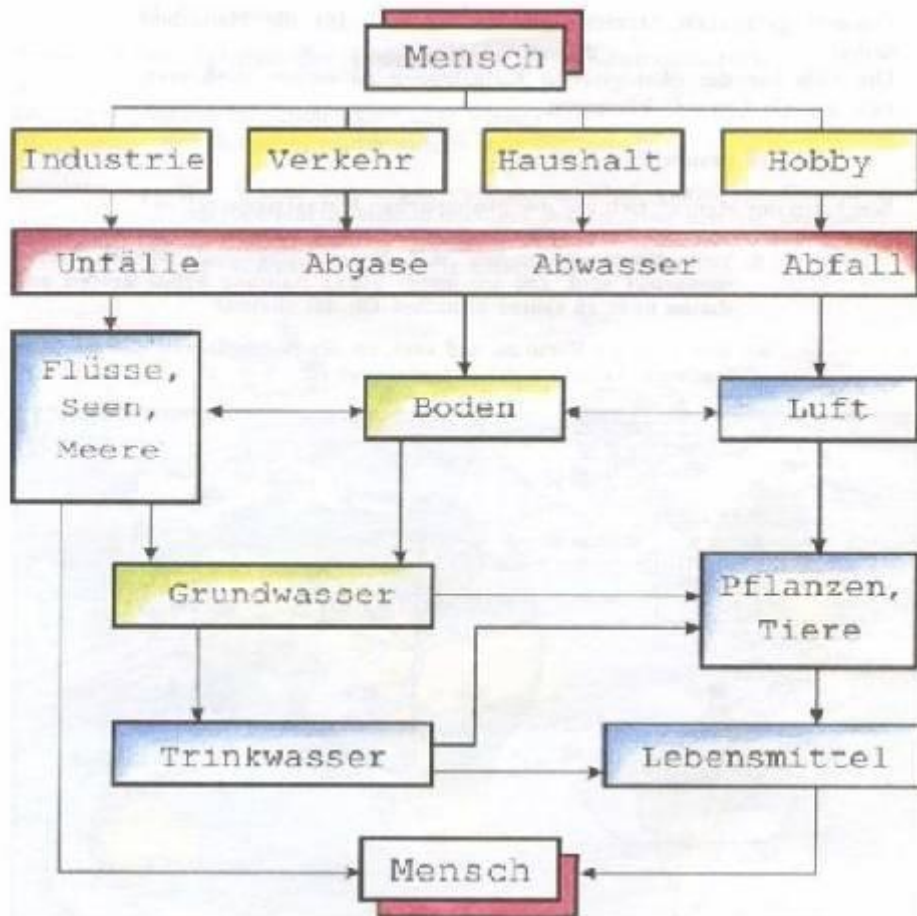 Mensch
Industrie Verkehr Haushalt Hobby
Unfälle Abgase Abwasser Abfall
Flüsse,
Seen,
Meere
Boden
Luft
Grundwasser
Pflanzen,
Tiere
Trinkwasser
Lebensmittel
Mensch